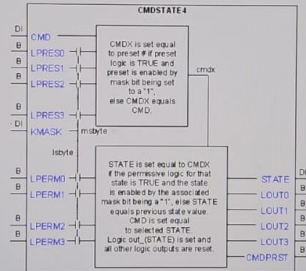 CMDSTATE4
DI
CMD
B
LPRES0
B
LPRES1
B
LPRES2
B
LPRES3
DI
KMASK
msbyte
lsbyte
CMDX is set equal
to preset # if preset
logic is TRUE and
preset is enabled by
mask bit being set
to a "1",
else CMDX equals
CMD.
cmdx
B
LPERM0
B
LPERM1
B
LPERM2
B
LPERM3
STATE is set equal to CMDX
if the permissive logic for that
state is TRUE and the state
is enabled by the associated
mask bit being a "1", else STATE
equals previous state value.
CMD is set equal
to selected STATE.
Logic out_(STATE) is set and
all other logic outputs are reset.
STATE
DI
LOUT0
B
LOUT1
B
LOUT2
B
LOUT3
B
CMDPRST
B